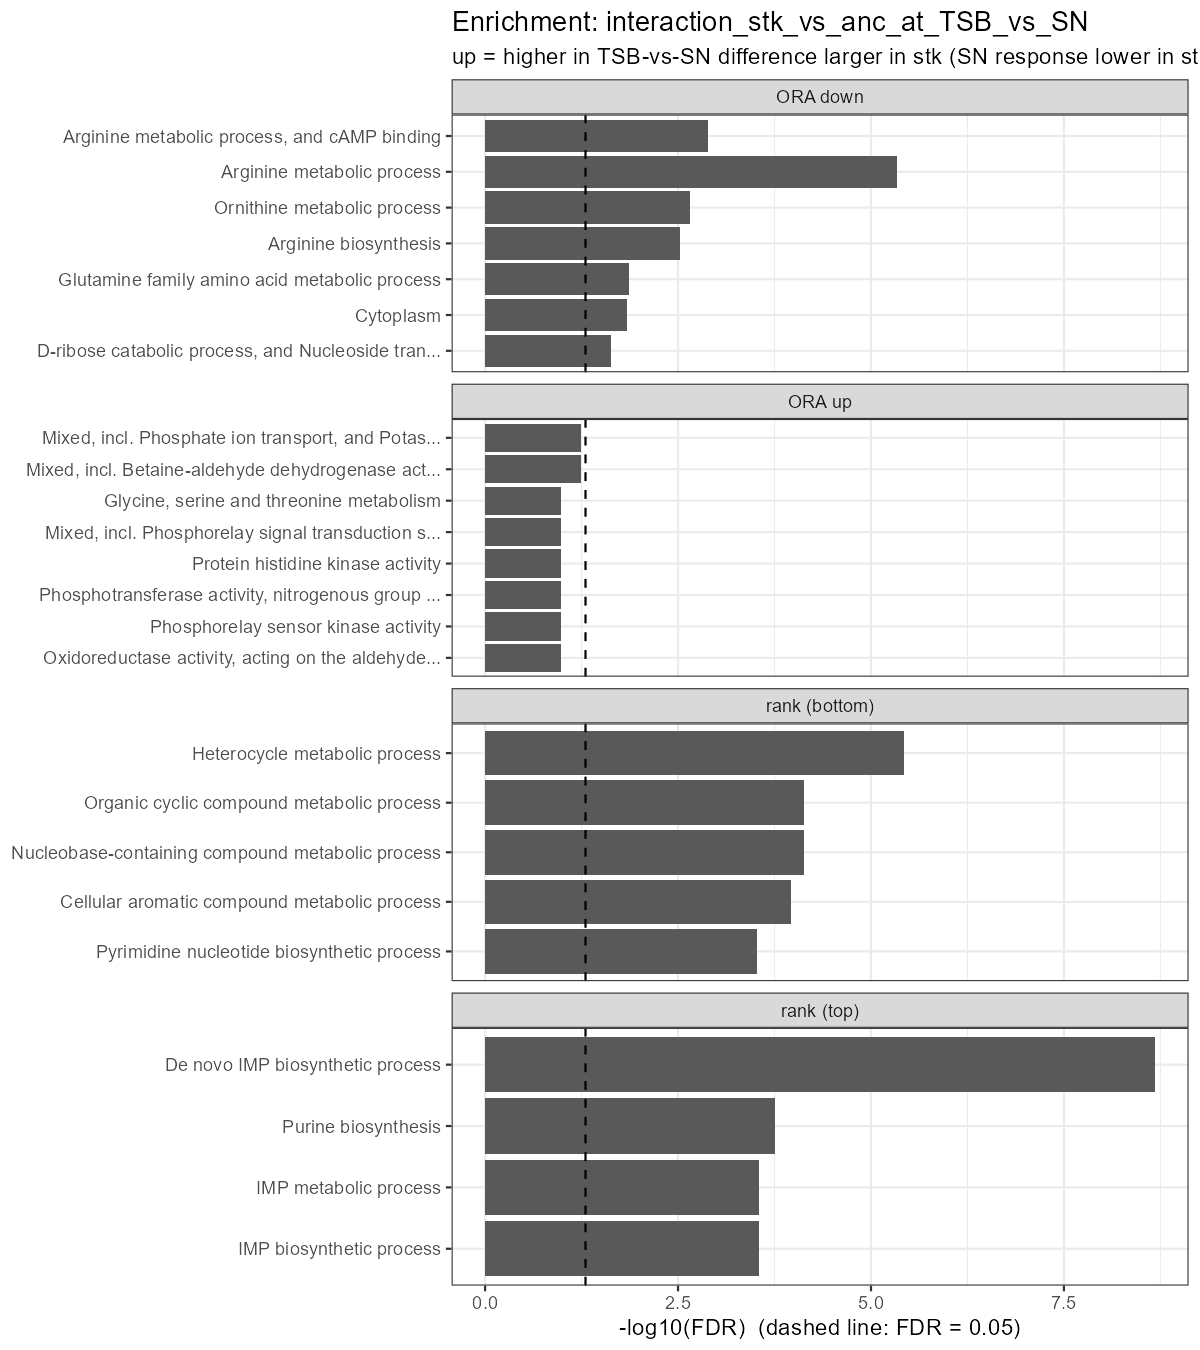 Enrichment: interaction_stk_vs_anc_at_TSB_vs_SN
up = higher in TSB-vs-SN difference larger in stk (SN response lower in st
ORA down
Arginine metabolic process, and cAMP binding
Arginine metabolic process
Ornithine metabolic process
Arginine biosynthesis
Glutamine family amino acid metabolic process
Cytoplasm
D-ribose catabolic process, and Nucleoside tran...
ORA up
Mixed, incl. Phosphate ion transport, and Potas...
Mixed, incl. Betaine-aldehyde dehydrogenase act...
Glycine, serine and threonine metabolism
Mixed, incl. Phosphorelay signal transduction s...
Protein histidine kinase activity
Phosphotransferase activity, nitrogenous group ...
Phosphorelay sensor kinase activity
Oxidoreductase activity, acting on the aldehyde...
rank (bottom)
Heterocycle metabolic process
Organic cyclic compound metabolic process
Nucleobase-containing compound metabolic process
Cellular aromatic compound metabolic process
Pyrimidine nucleotide biosynthetic process
rank (top)
De novo IMP biosynthetic process
Purine biosynthesis
IMP metabolic process
IMP biosynthetic process
0.0 2.5 5.0 7.5
-log10(FDR)  (dashed line: FDR = 0.05)